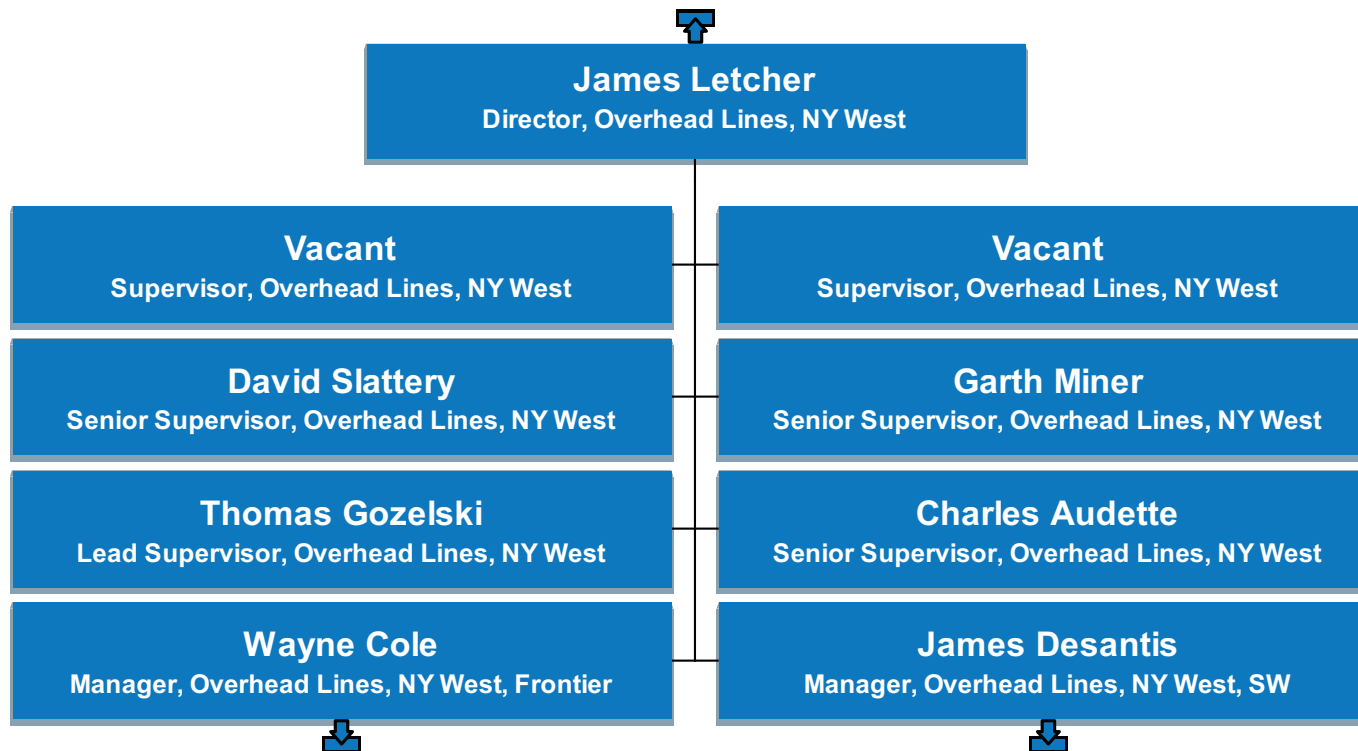 James Letcher
Director, Overhead Lines, NY West
Vacant
Supervisor, Overhead Lines, NY West
Vacant
Supervisor, Overhead Lines, NY West
David Slattery
Senior Supervisor, Overhead Lines, NY West
Garth Miner
Senior Supervisor, Overhead Lines, NY West
Thomas Gozelski
Lead Supervisor, Overhead Lines, NY West
Charles Audette
Senior Supervisor, Overhead Lines, NY West
Wayne Cole
Manager, Overhead Lines, NY West, Frontier
James Desantis
Manager, Overhead Lines, NY West, SW